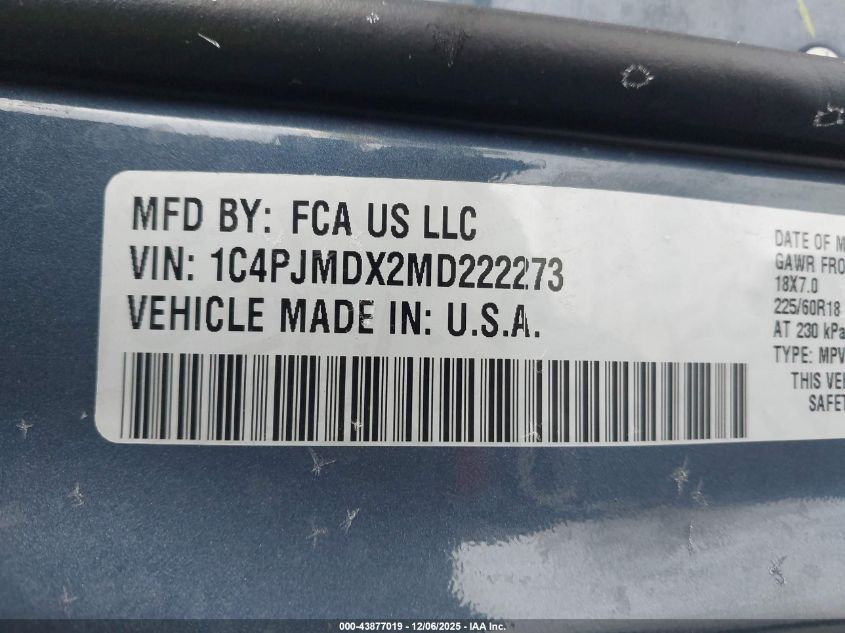 MFD BY: FCA US LLC
VIN: 1C4PJMDX2MD222273
VEHICLE MADE IN: U.S.A.
DATE OF M
GAWR FRO
18X7.0
225/60R18
AT 230 kPa
TYPE: MPV
THIS VEH
SAFET
000-43877019 - 12/06/2025 - IAA Inc.